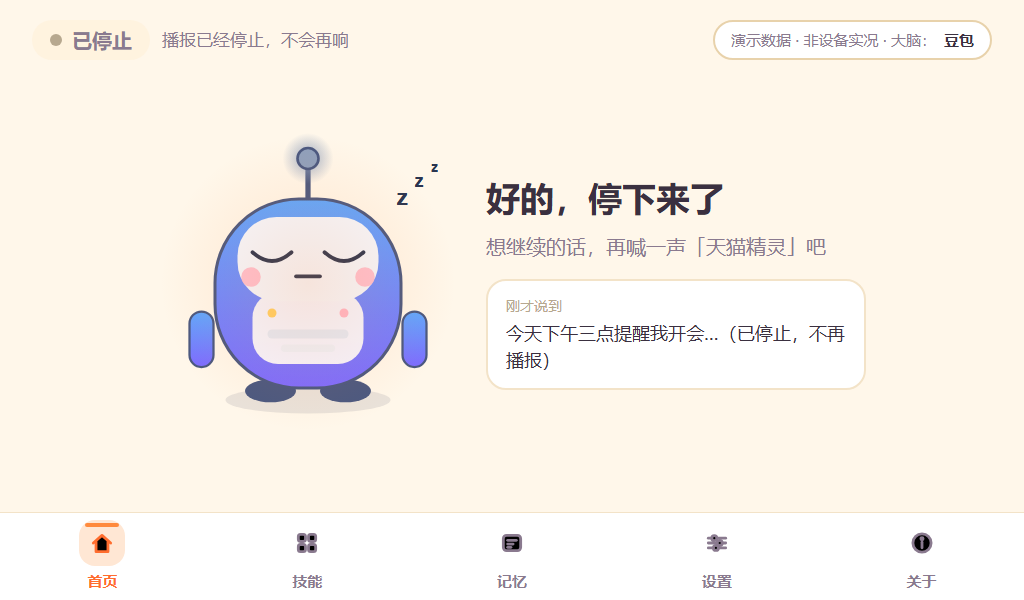 已停止
播报已经停止，不会再响
演示数据 · 非设备实况 · 大脑： 豆包
z
z
z
好的，停下来了
想继续的话，再喊一声「天猫精灵」吧
刚才说到
今天下午三点提醒我开会...（已停止，不再
播报）
首页
技能
记忆
设置
关于